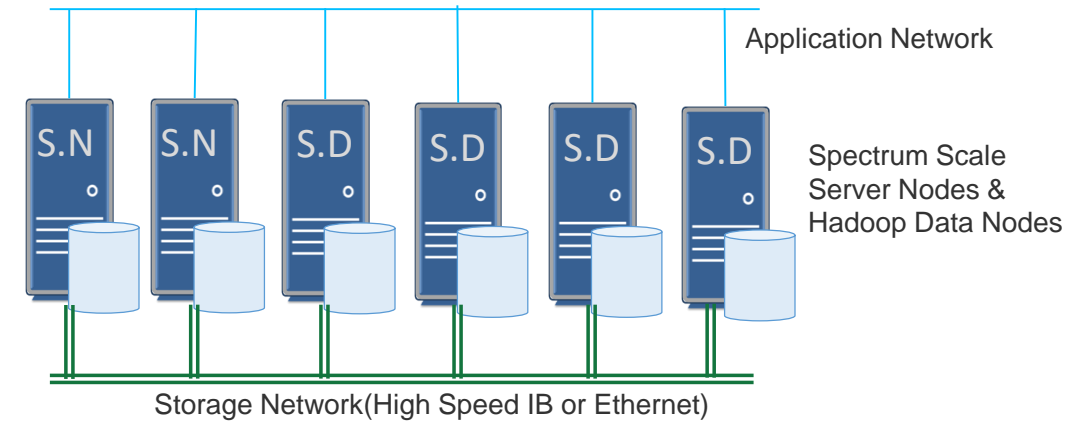 Application Network
S.N S.N S.D S.D S.D S.D
Spectrum Scale
Server Nodes &
Hadoop Data Nodes
Storage Network(High Speed IB or Ethernet)